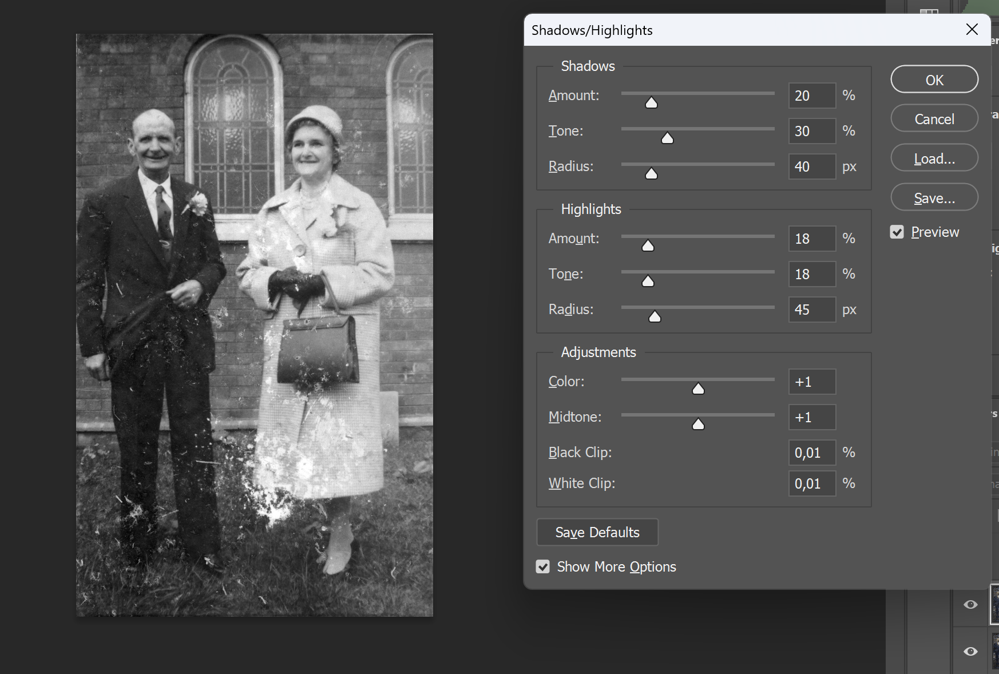 Shadows/Highlights
Shadows
Amount: 20 %
Tone: 30 %
Radius: 40 px
Highlights
Amount: 18 %
Tone: 18 %
Radius: 45 px
Adjustments
Color: +1
Midtone: +1
Black Clip: 0,01 %
White Clip: 0,01 %
Save Defaults
Show More Options
OK
Cancel
Load...
Save...
Preview